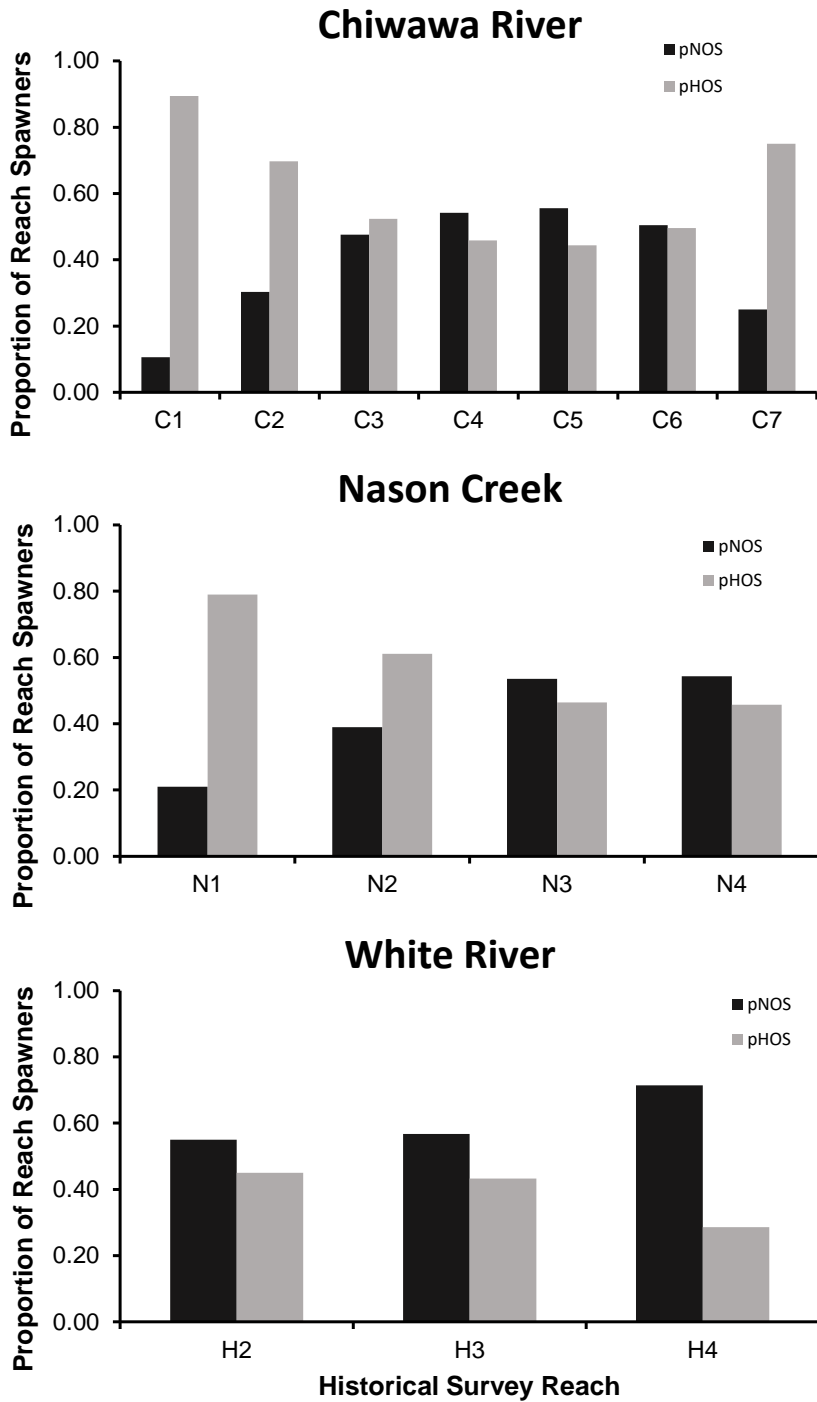 Chiwawa River
Proportion of Reach Spawners
1.00
0.80
0.60
0.40
0.20
0.00
pNOS
pHOS
C1 C2 C3 C4 C5 C6 C7
Nason Creek
Proportion of Reach Spawners
1.00
0.80
0.60
0.40
0.20
0.00
pNOS
pHOS
N1 N2 N3 N4
White River
Proportion of Reach Spawners
1.00
0.80
0.60
0.40
0.20
0.00
pNOS
pHOS
H2 H3 H4
Historical Survey Reach